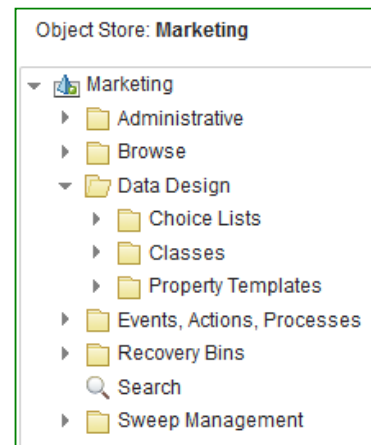 Object Store: Marketing
Marketing
Administrative
Browse
Data Design
Choice Lists
Classes
Property Templates
Events, Actions, Processes
Recovery Bins
Search
Sweep Management